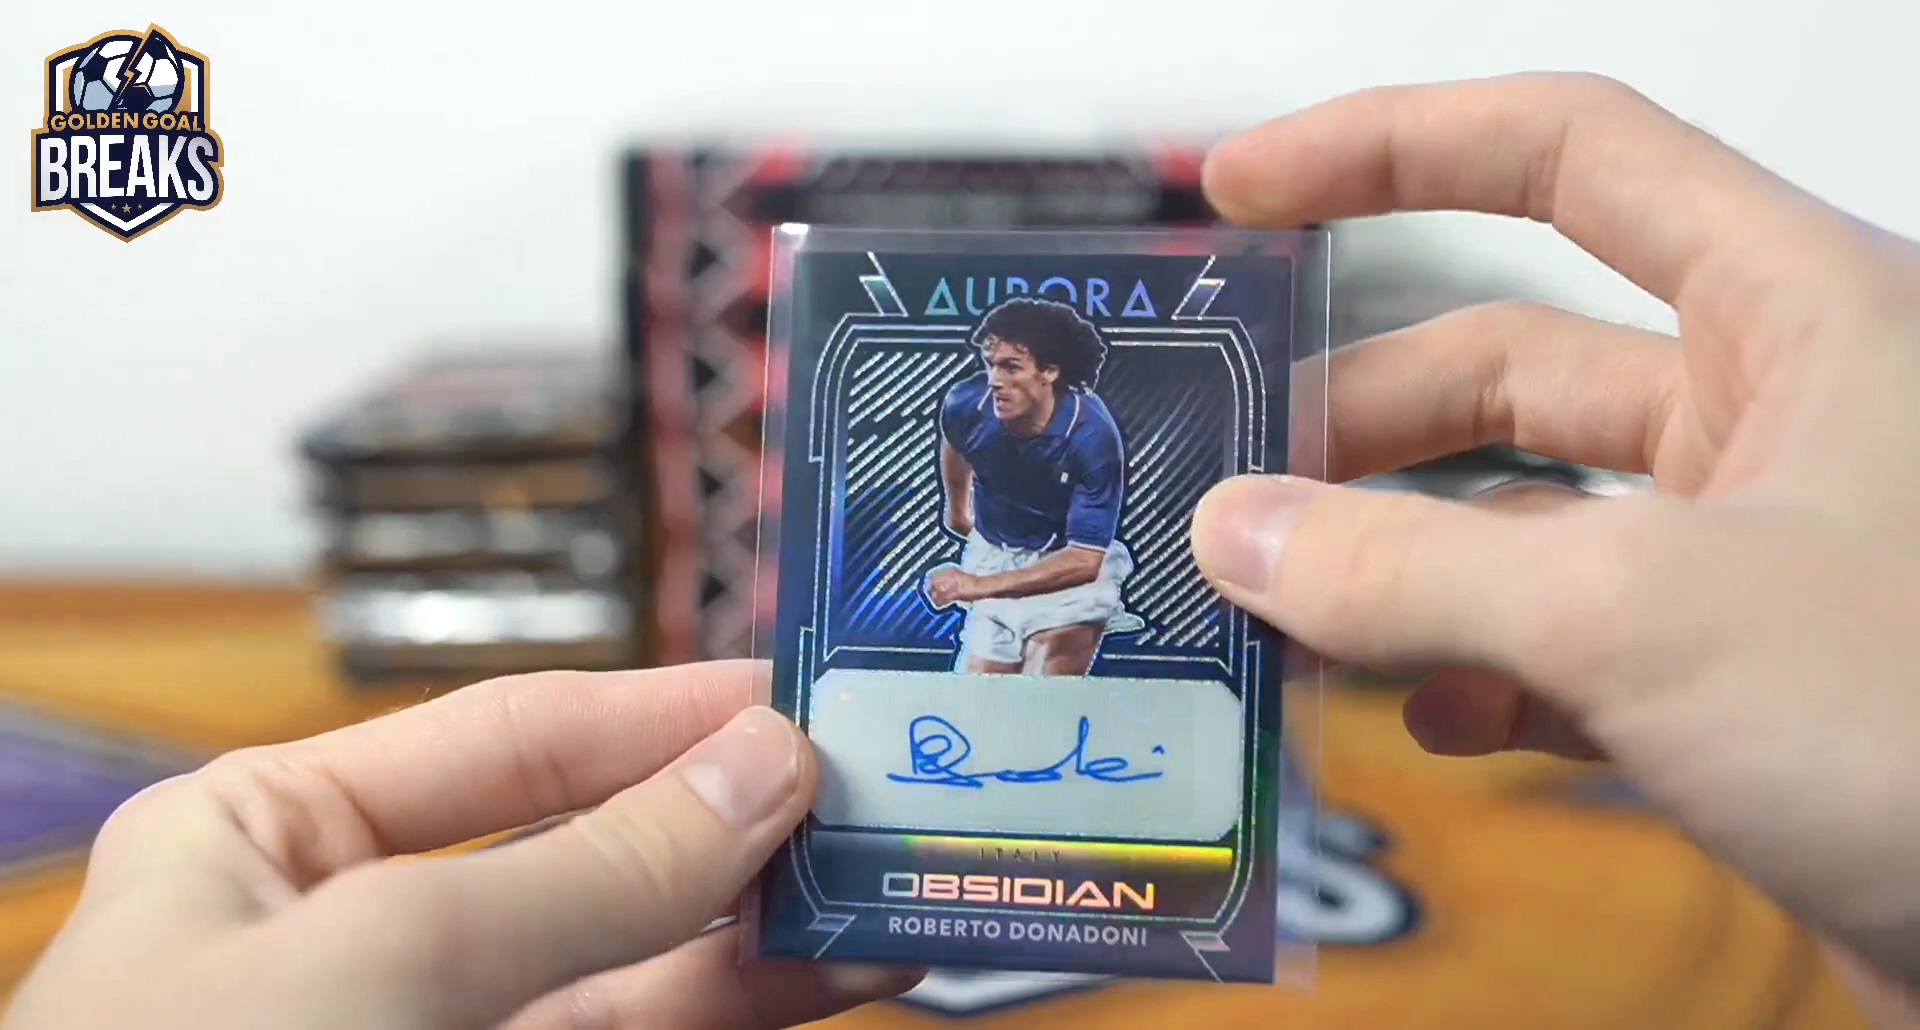 GOLDEN GOAL
BREAKS
AURORA
ITALY
OBSIDIAN
ROBERTO DONADONI